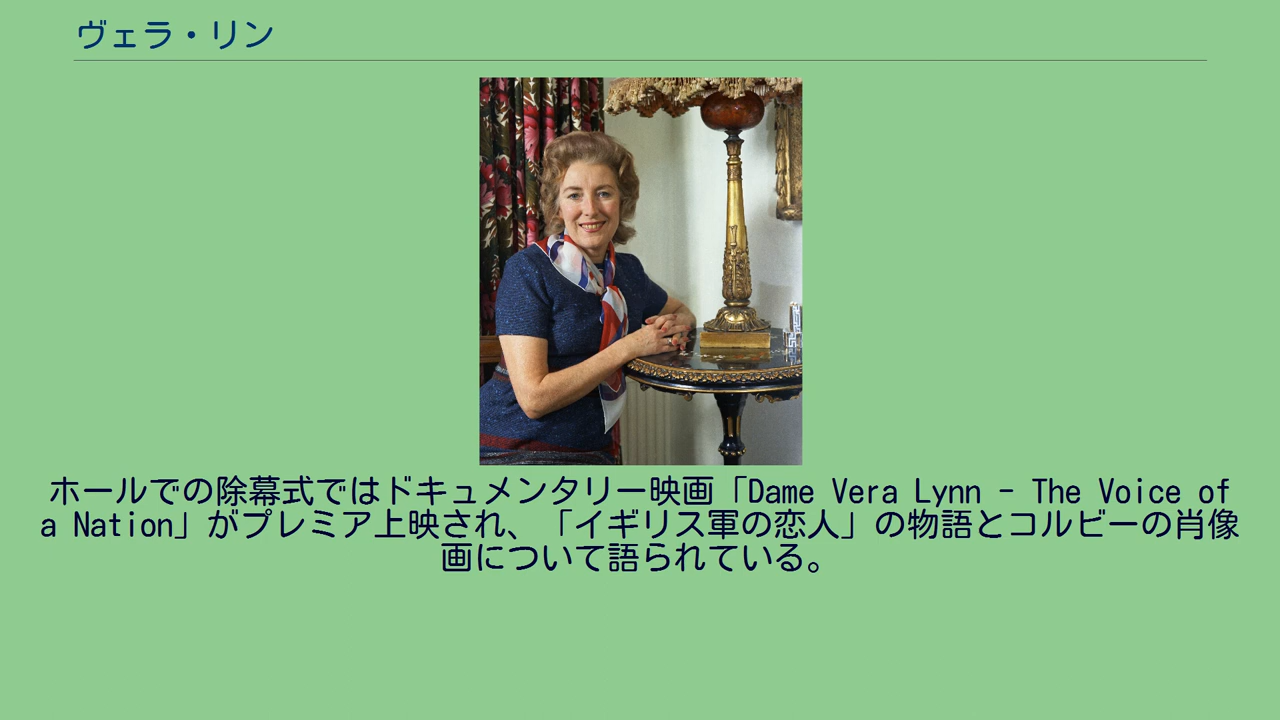 ヴェラ・リン
ホールでの除幕式ではドキュメンタリー映画「Dame Vera Lynn - The Voice of
a Nation」がプレミア上映され、「イギリス軍の恋人」の物語とコルビーの肖像
画について語られている。